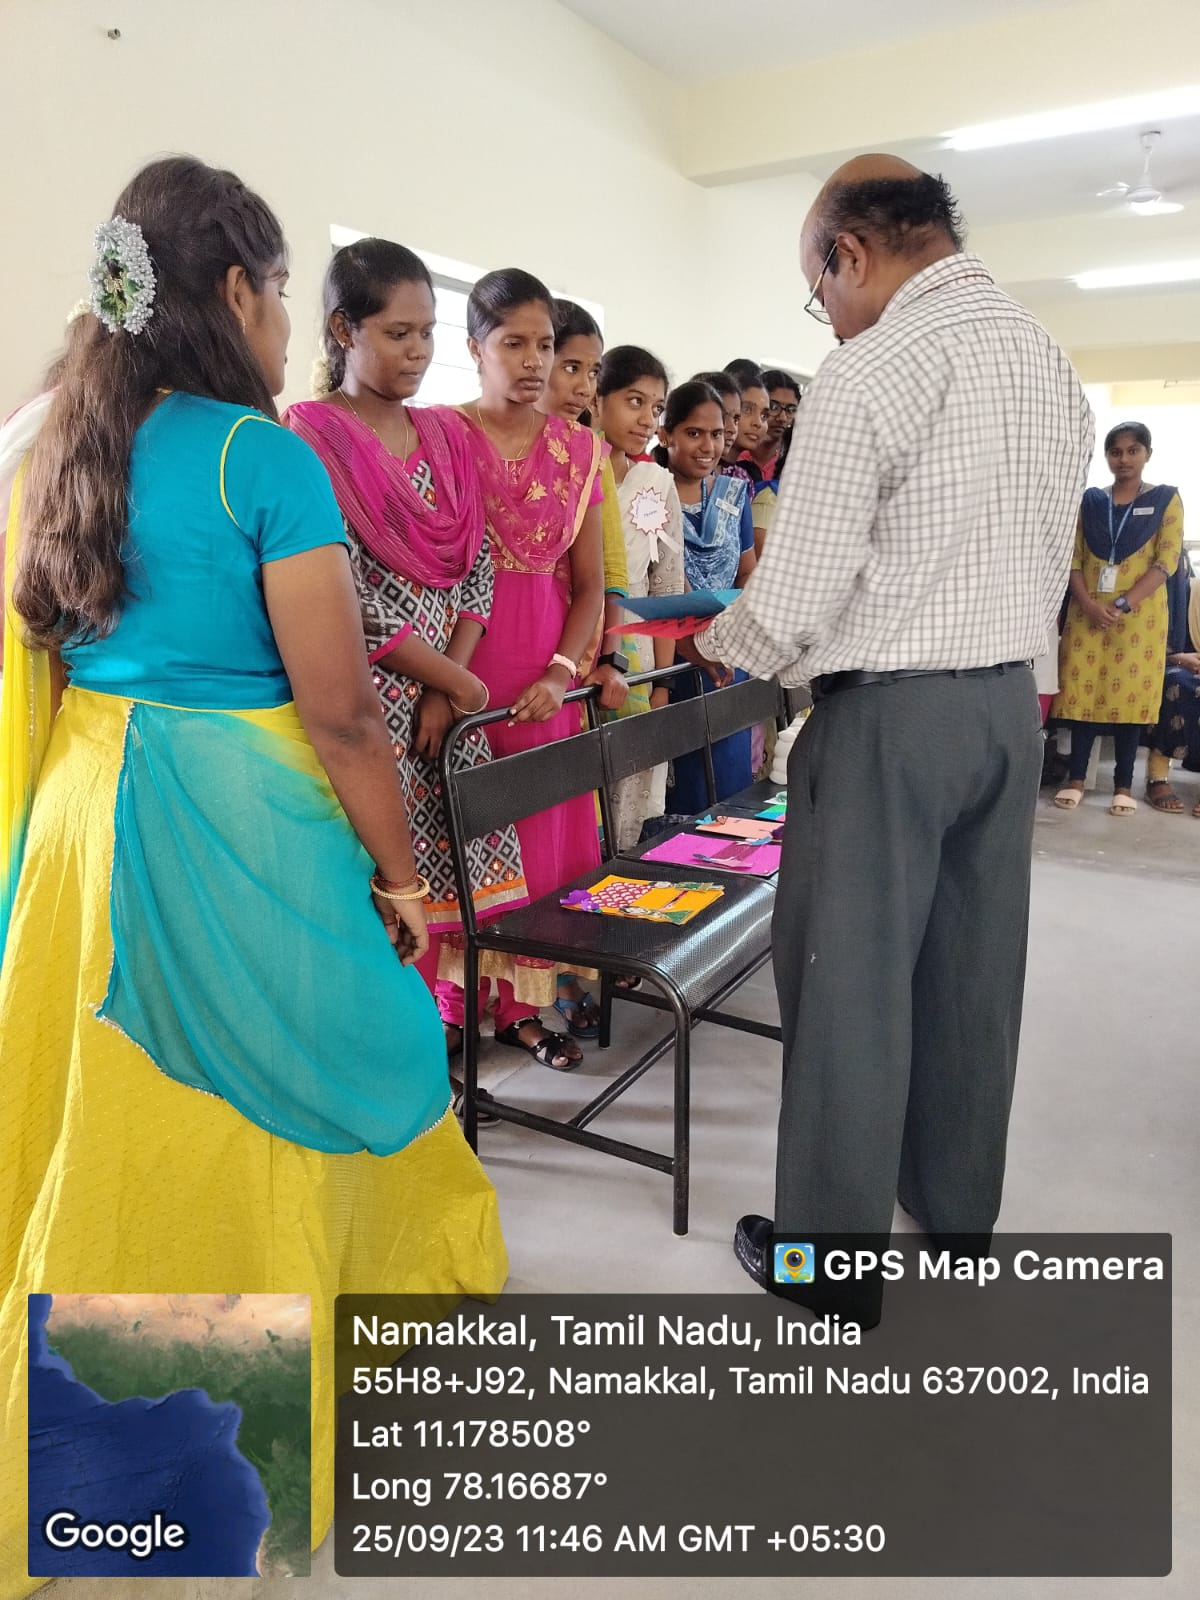 GPS Map Camera
Namakkal, Tamil Nadu, India
55H8+J92, Namakkal, Tamil Nadu 637002, India
Lat 11.178508°
Long 78.16687°
25/09/23 11:46 AM GMT +05:30
Google